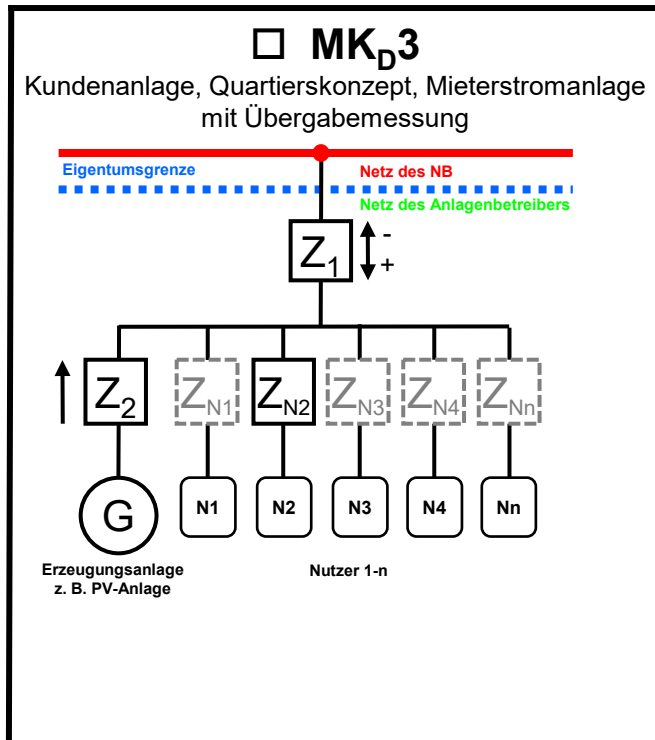 ☐ MKD3
Kundenanlage, Quartierskonzept, Mieterstromanlage
mit Übergabemessung
Eigentumsgrenze
Netz des NB
Netz des Anlagenbetreibers
Z1
-
+
Z2 ZN1 ZN2 ZN3 ZN4 ZNn
G N1 N2 N3 N4 Nn
Erzeugungsanlage
z. B. PV-Anlage
Nutzer 1-n